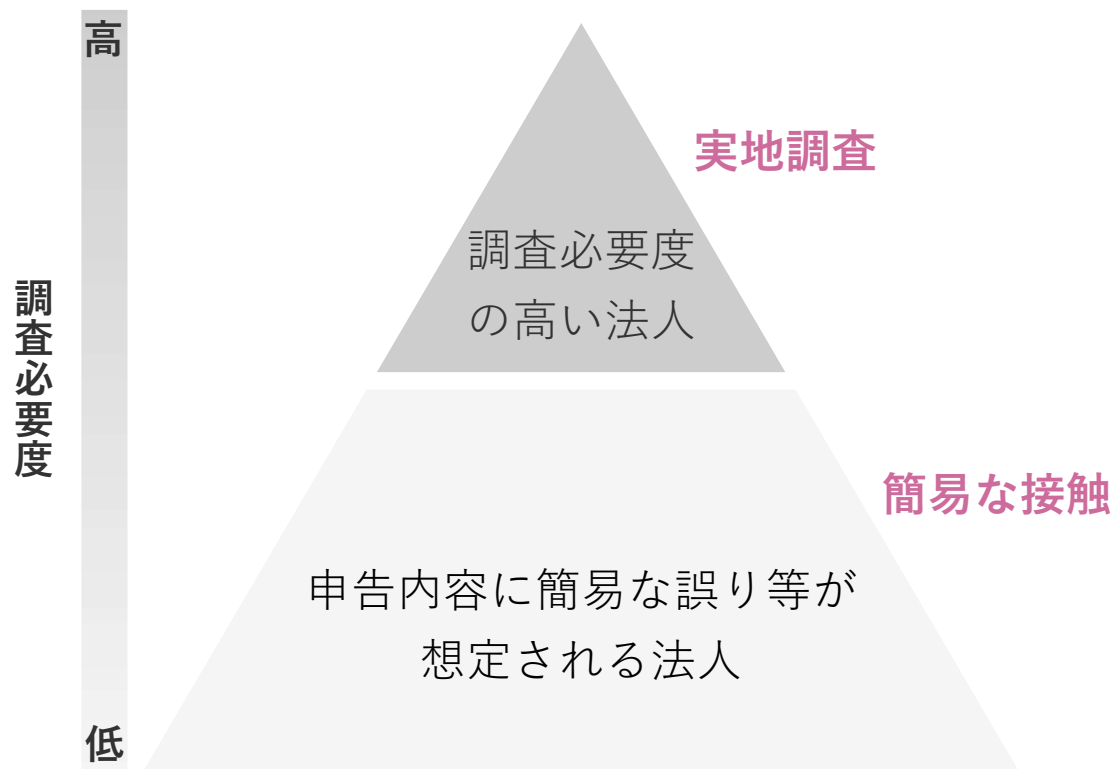 高
実地調査
調査必要度
の高い法人
調査必要度
簡易な接触
申告内容に簡易な誤り等が
想定される法人
低